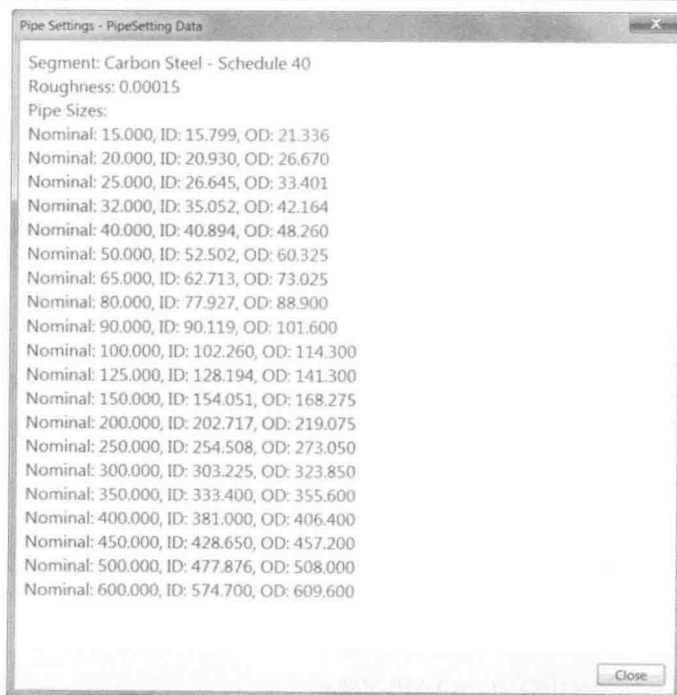 Pipe Settings - PipeSetting Data
Segment: Carbon Steel - Schedule 40
Roughness: 0.00015
Pipe Sizes:
Nominal: 15.000, ID: 15.799, OD: 21.336
Nominal: 20.000, ID: 20.930, OD: 26.670
Nominal: 25.000, ID: 26.645, OD: 33.401
Nominal: 32.000, ID: 35.052, OD: 42.164
Nominal: 40.000, ID: 40.894, OD: 48.260
Nominal: 50.000, ID: 52.502, OD: 60.325
Nominal: 65.000, ID: 62.713, OD: 73.025
Nominal: 80.000, ID: 77.927, OD: 88.900
Nominal: 90.000, ID: 90.119, OD: 101.600
Nominal: 100.000, ID: 102.260, OD: 114.300
Nominal: 125.000, ID: 128.194, OD: 141.300
Nominal: 150.000, ID: 154.051, OD: 168.275
Nominal: 200.000, ID: 202.717, OD: 219.075
Nominal: 250.000, ID: 254.508, OD: 273.050
Nominal: 300.000, ID: 303.225, OD: 323.850
Nominal: 350.000, ID: 333.400, OD: 355.600
Nominal: 400.000, ID: 381.000, OD: 406.400
Nominal: 450.000, ID: 428.650, OD: 457.200
Nominal: 500.000, ID: 477.876, OD: 508.000
Nominal: 600.000, ID: 574.700, OD: 609.600
Close